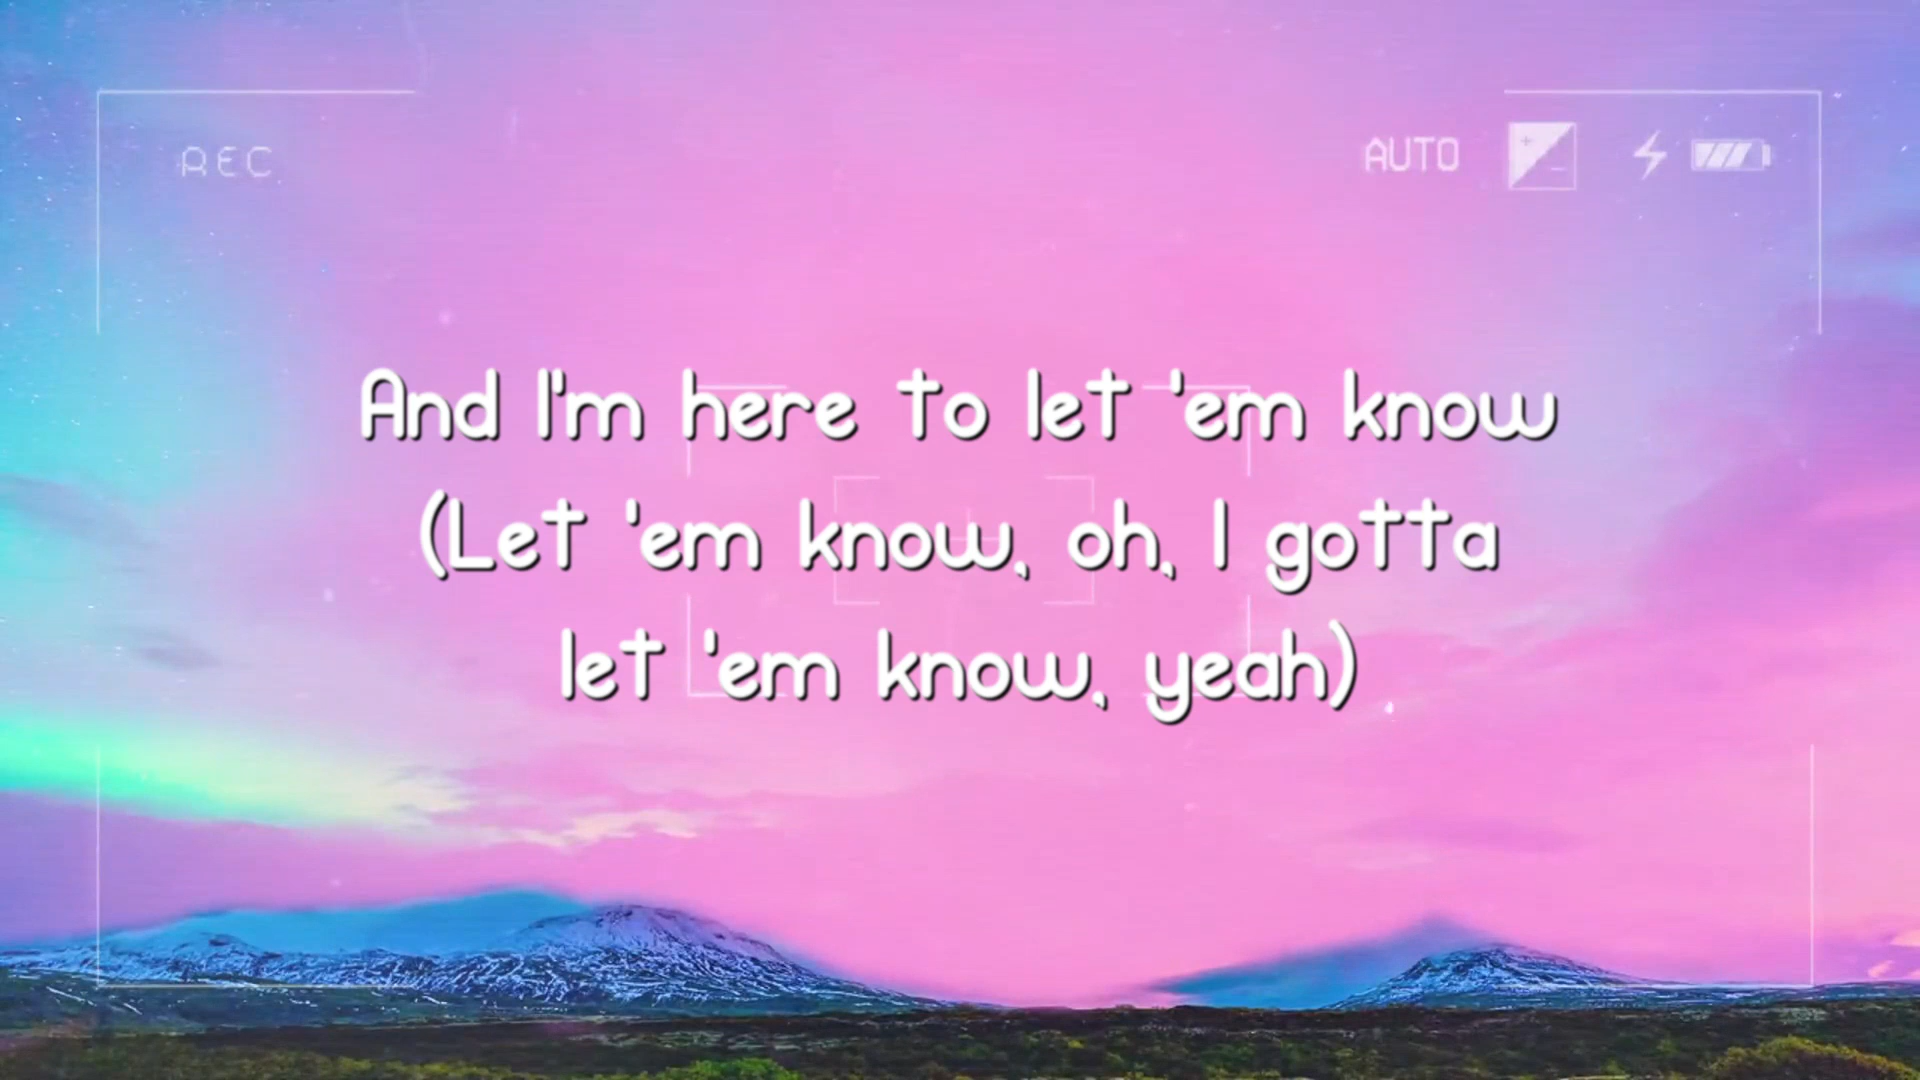 REC
AUTO
And I'm here to let 'em know
(Let 'em know, oh, I gotta
let 'em know, yeah)